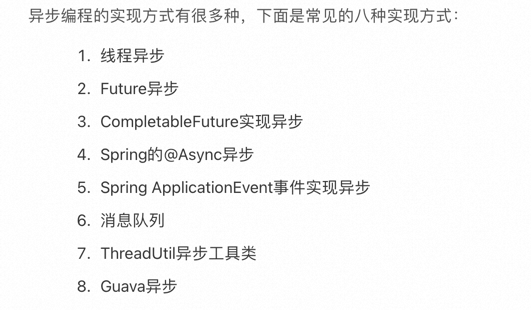 异步编程的实现方式有很多种，下面是常见的八种实现方式：
1. 线程异步
2. Future异步
3. CompletableFuture实现异步
4. Spring的@Async异步
5. Spring ApplicationEvent事件实现异步
6. 消息队列
7. ThreadUtil异步工具类
8. Guava异步